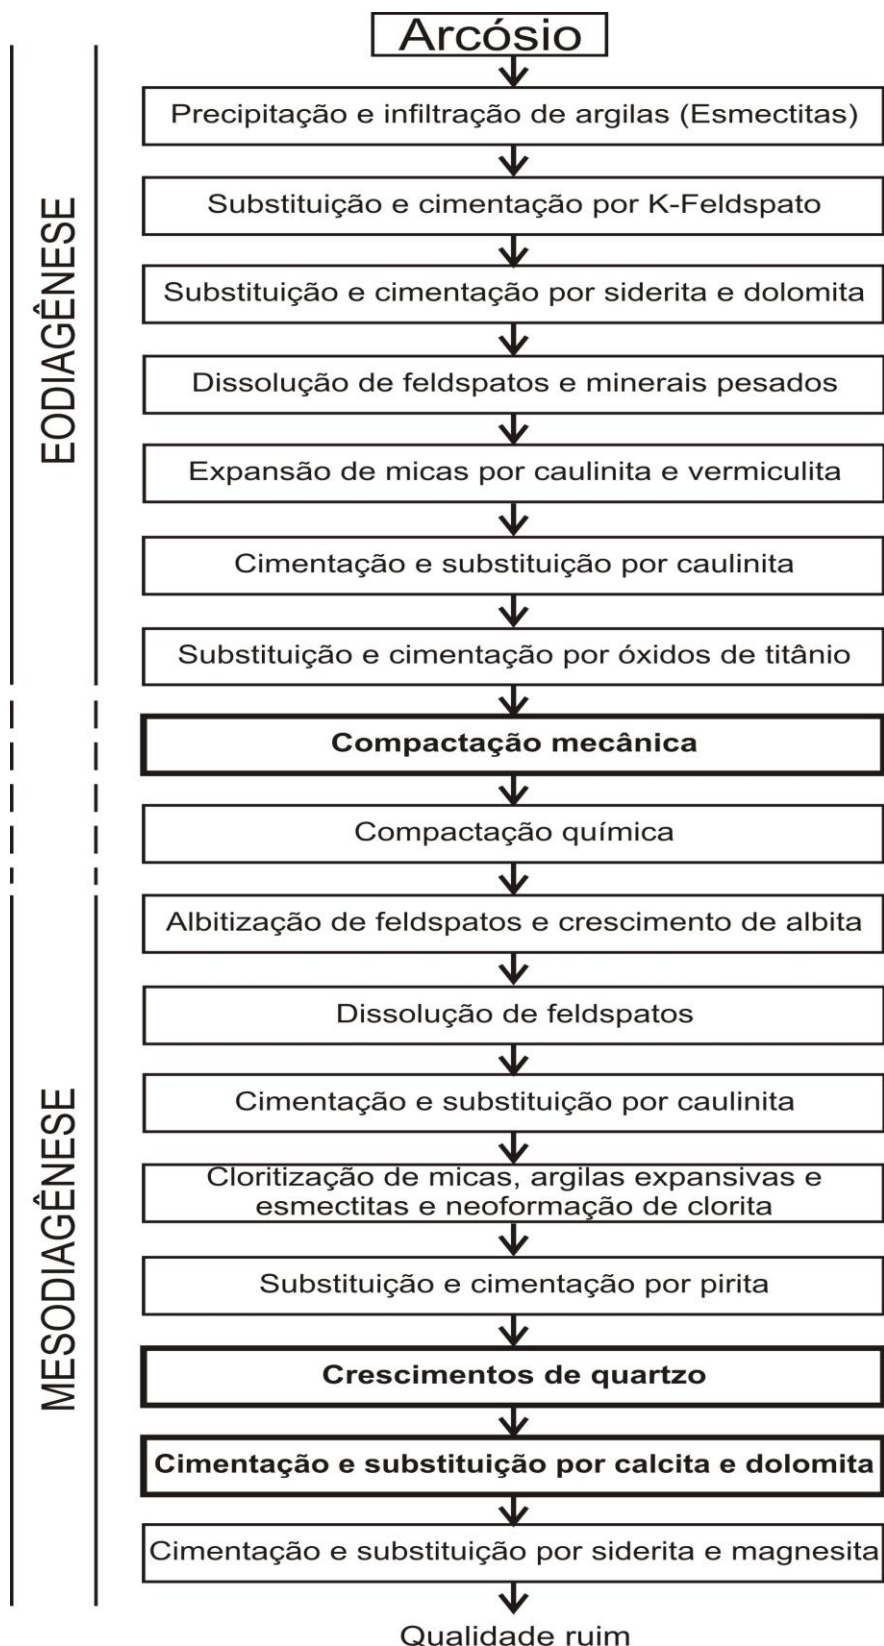 Arcósio
Precipitação e infiltração de argilas (Esmectitas)
Substituição e cimentação por K-Feldspato
Substituição e cimentação por siderita e dolomita
Dissolução de feldspatos e minerais pesados
Expansão de micas por caulinita e vermiculita
Cimentação e substituição por caulinita
Substituição e cimentação por óxidos de titânio
EODIAGÊNESE
Compactação mecânica
Compactação química
Albitização de feldspatos e crescimento de albita
Dissolução de feldspatos
Cimentação e substituição por caulinita
Cloritização de micas, argilas expansivas e
esmectitas e neoformação de clorita
Substituição e cimentação por pirita
Crescimentos de quartzo
Cimentação e substituição por calcita e dolomita
Cimentação e substituição por siderita e magnesita
MESODIAGÊNESE
Qualidade ruim